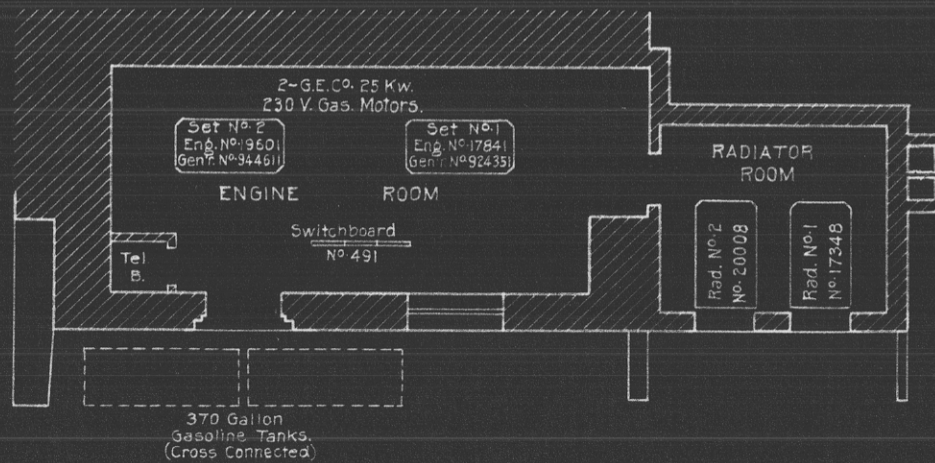 2-G.E.Co. 25 Kw.
230 V. Gas. Motors.
Set No. 2
Eng. No. 19601
Gen'r. No. 944611
Set No. 1
Eng. No. 17841
Gen'r. No. 924351
ENGINE ROOM
RADIATOR
ROOM
Switchboard
No. 491
Tel
B.
Rad. No. 2
No. 20008
Rad. No. 1
No. 17348
370 Gallon
Gasoline Tanks.
(Cross Connected)